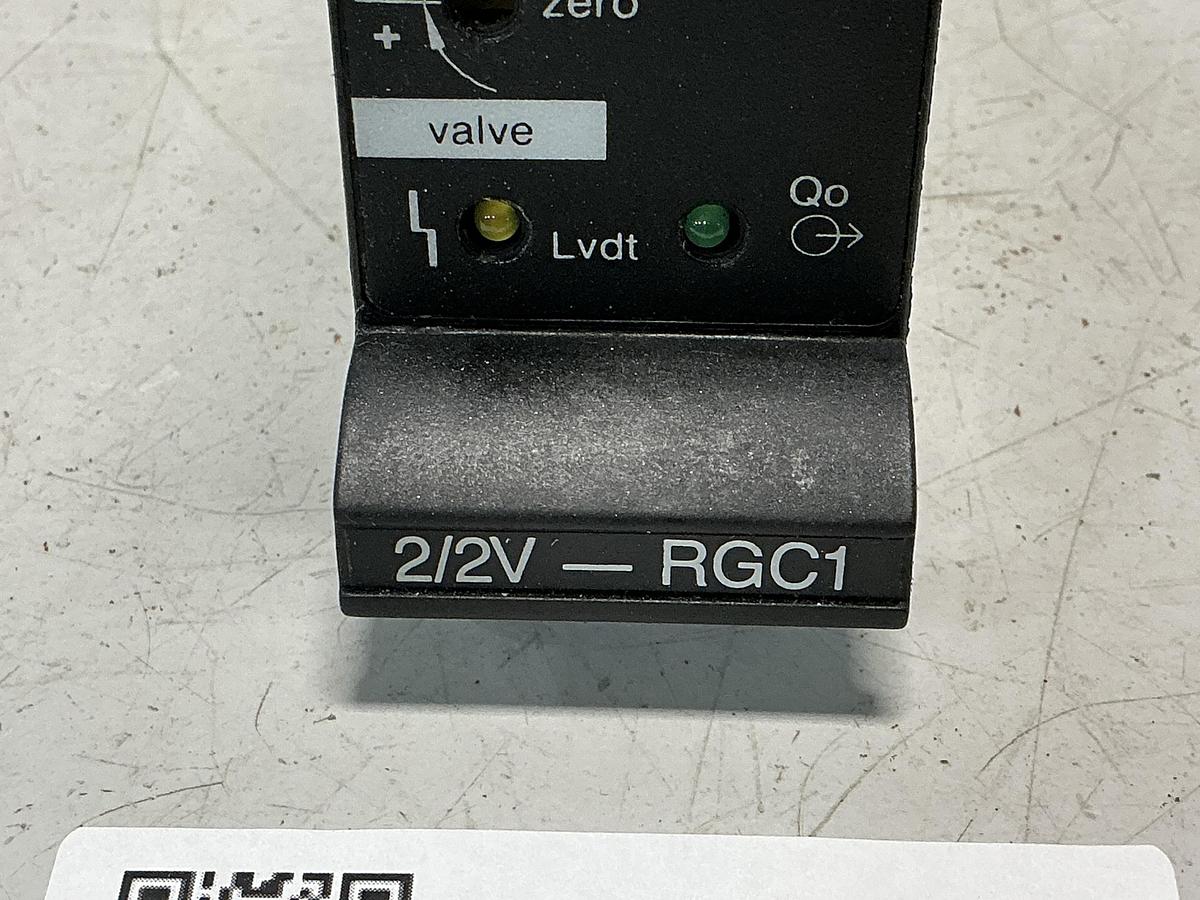 zero
+
valve
Lvdt
Qo
2/2V — RGC1